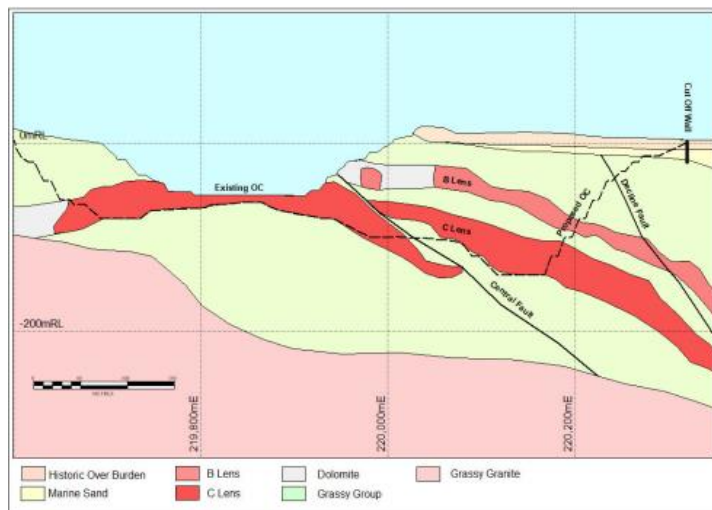 Cut Off Wall
0mRL
Existing OC
B Lens
Proposed OC
Decline Fault
C Lens
Central Fault
-200mRL
219,800mE
220,000mE
220,200mE
Historic Over Burden
B Lens
Dolomite
Grassy Granite
Marine Sand
C Lens
Grassy Group